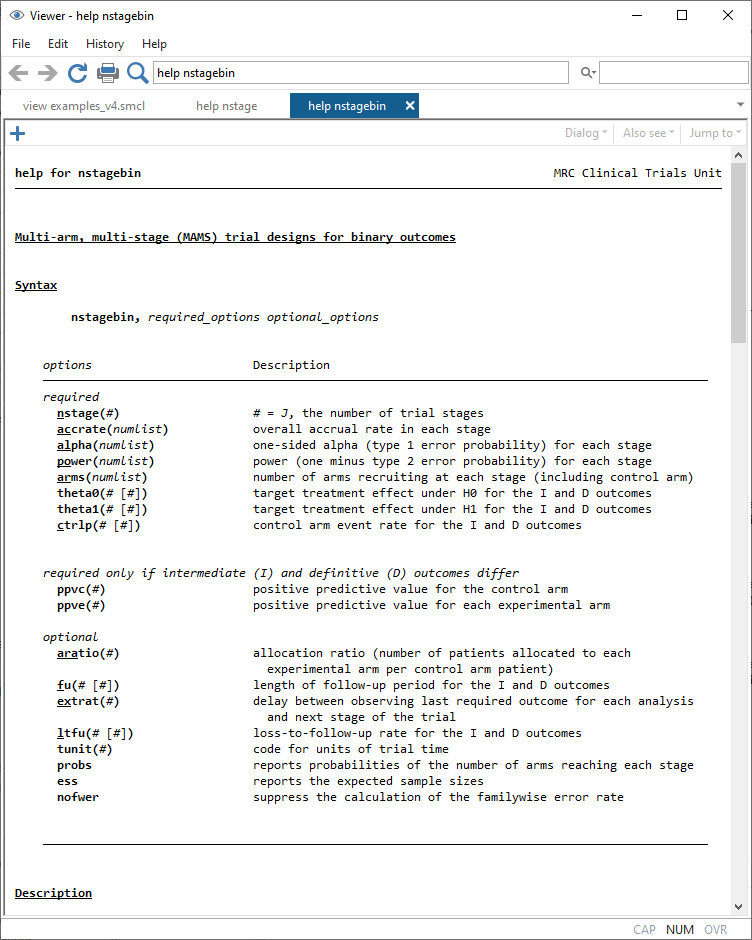 Viewer - help nstagebin
File Edit History Help
help nstagebin
view examples_v4.smcl help nstage help nstagebin
Dialog Also see Jump to
help for nstagebin MRC Clinical Trials Unit
Multi-arm, multi-stage (MAMS) trial designs for binary outcomes
Syntax
nstagebin, required_options optional_options
options Description
required
nstage(#) # = J, the number of trial stages
accrate(numlist) overall accrual rate in each stage
alpha(numlist) one-sided alpha (type 1 error probability) for each stage
power(numlist) power (one minus type 2 error probability) for each stage
arms(numlist) number of arms recruiting at each stage (including control arm)
theta0(# [#]) target treatment effect under H0 for the I and D outcomes
theta1(# [#]) target treatment effect under H1 for the I and D outcomes
ctrlp(# [#]) control arm event rate for the I and D outcomes
required only if intermediate (I) and definitive (D) outcomes differ
ppvc(#) positive predictive value for the control arm
ppve(#) positive predictive value for each experimental arm
optional
aratio(#) allocation ratio (number of patients allocated to each
experimental arm per control arm patient)
fu(# [#]) length of follow-up period for the I and D outcomes
extrat(#) delay between observing last required outcome for each analysis
and next stage of the trial
ltfu(# [#]) loss-to-follow-up rate for the I and D outcomes
tunit(#) code for units of trial time
probs reports probabilities of the number of arms reaching each stage
ess reports the expected sample sizes
nofwer suppress the calculation of the familywise error rate
Description
CAP NUM OVR